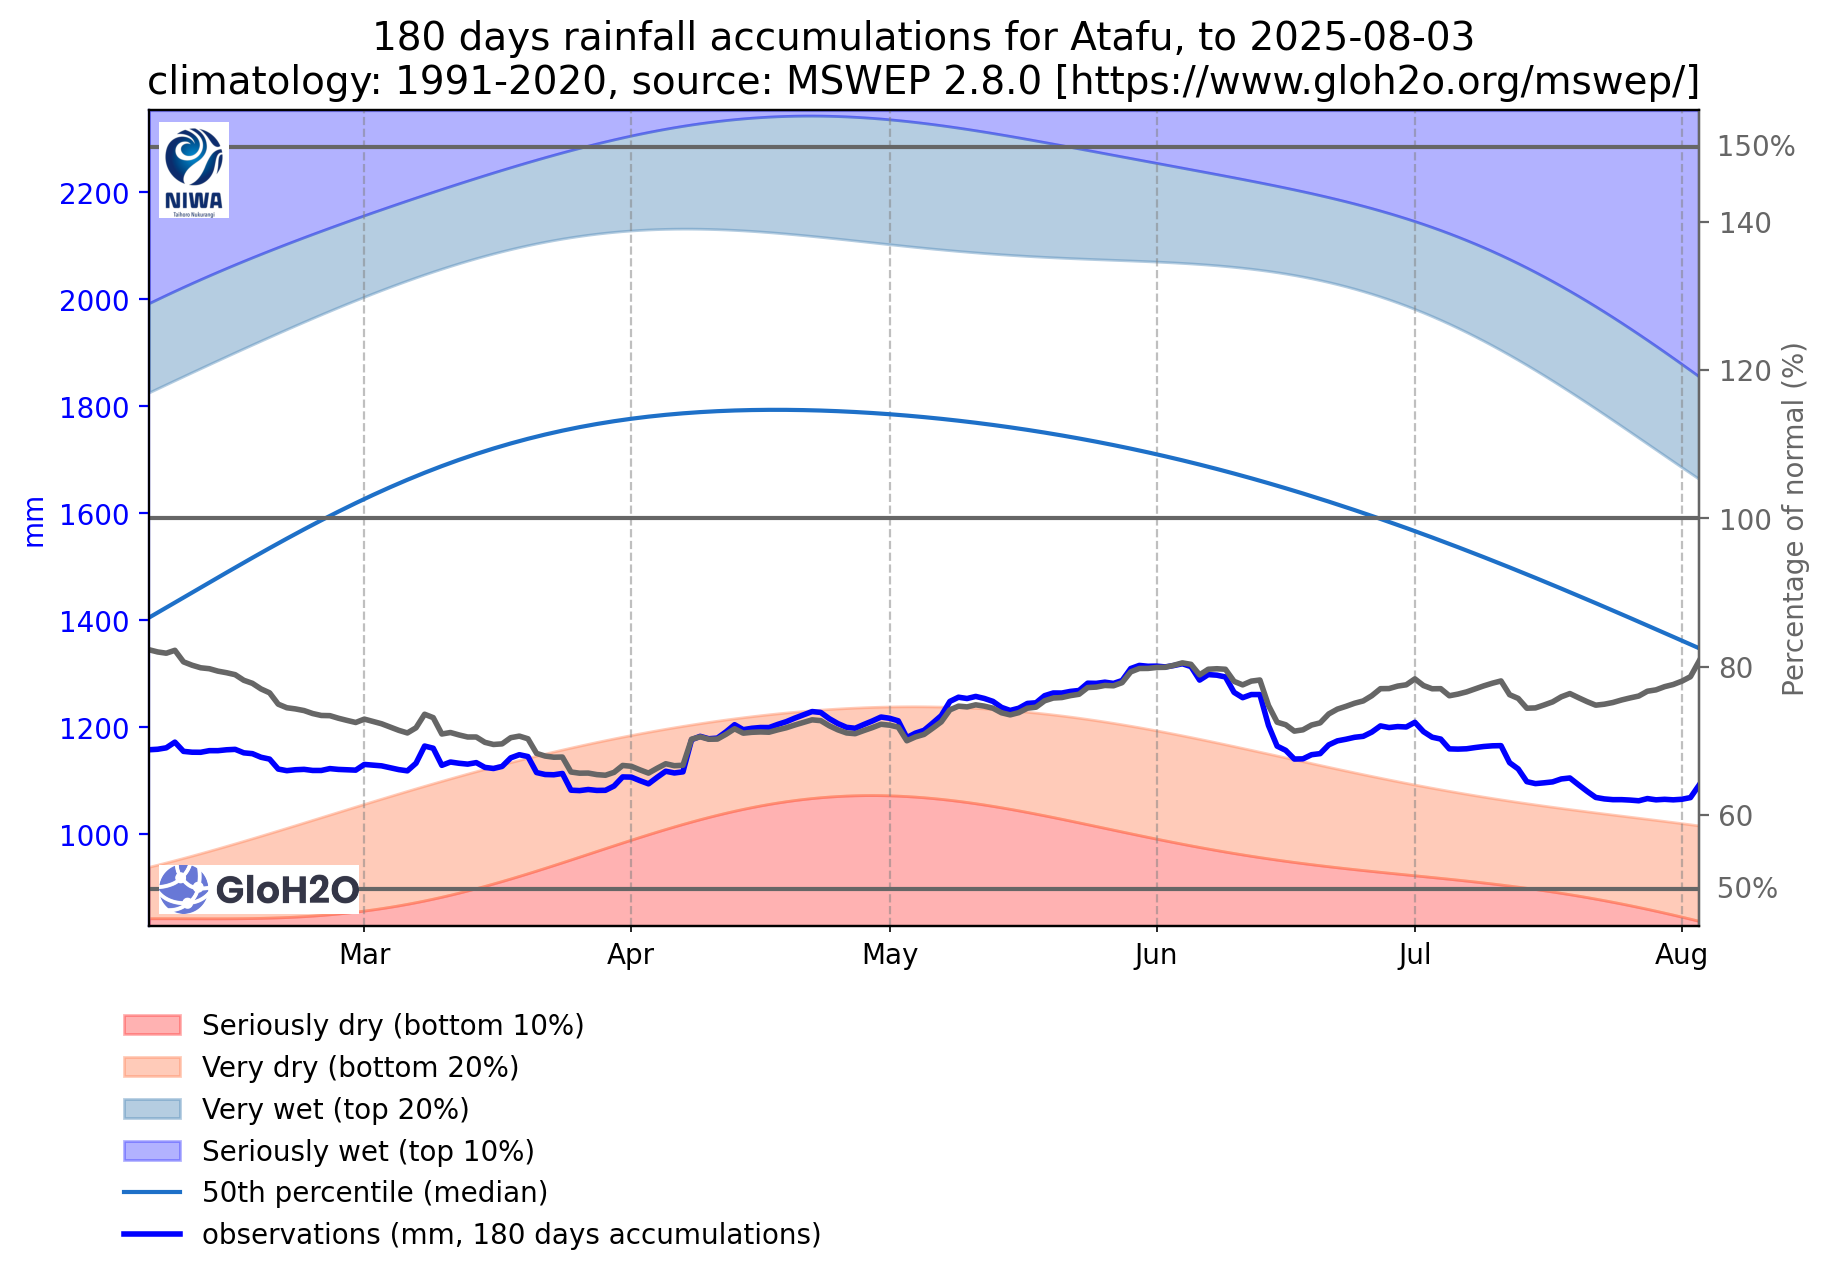 180 days rainfall accumulations for Atafu, to 2025-08-03
climatology: 1991-2020, source: MSWEP 2.8.0 [https://www.gloh2o.org/mswep/]
NIWA
Taihoro Nukurangi
2200
2000
1800
1600
1400
1200
1000
mm
150%
140
120
100
80
60
50%
Percentage of normal (%)
GloH2O
Mar
Apr
May
Jun
Jul
Aug
Seriously dry (bottom 10%)
Very dry (bottom 20%)
Very wet (top 20%)
Seriously wet (top 10%)
50th percentile (median)
observations (mm, 180 days accumulations)